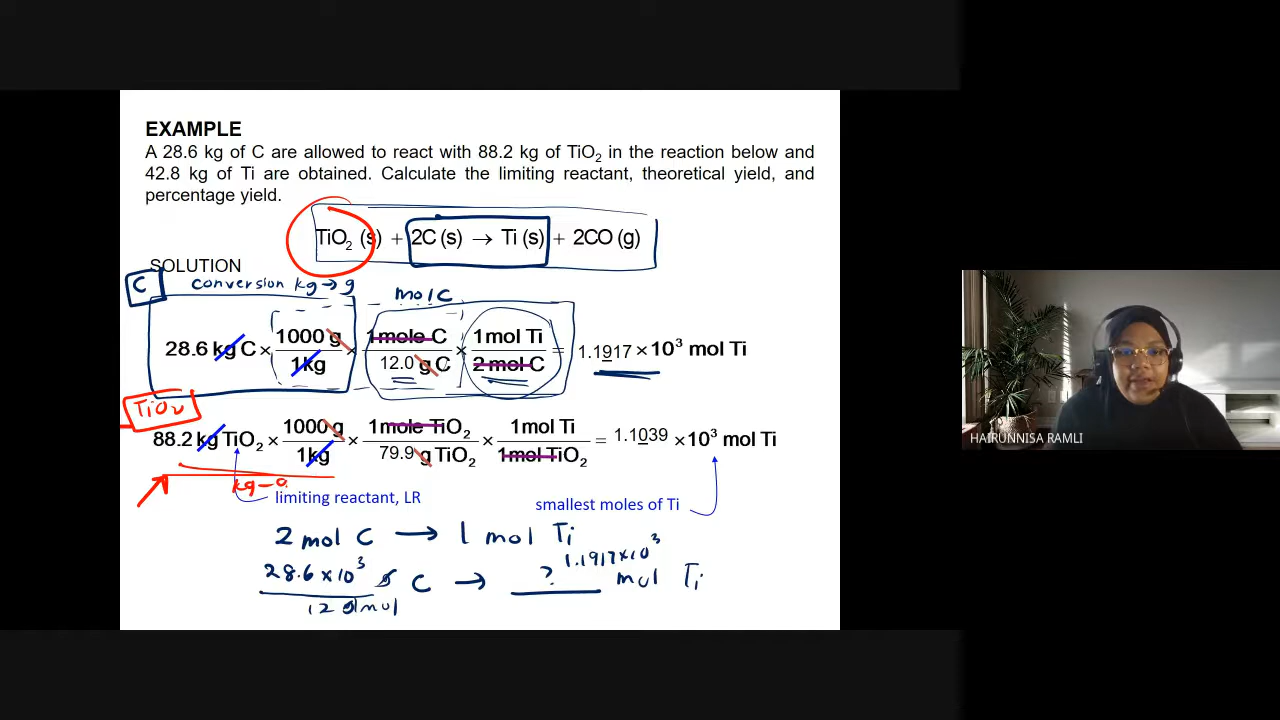 EXAMPLE
A 28.6 kg of C are allowed to react with 88.2 kg of TiO₂ in the reaction below and
42.8 kg of Ti are obtained. Calculate the limiting reactant, theoretical yield, and
percentage yield.
TiO₂ (s) + 2C (s) → Ti (s) + 2CO (g)
SOLUTION
C conversion kg → g
mol C
28.6 kg C × 1000 g / 1 kg × 1 mole C / 12.0 g C × 1 mol Ti / 2 mol C = 1.1917 × 10³ mol Ti
TiO₂
88.2 kg TiO₂ × 1000 g / 1 kg × 1 mole TiO₂ / 79.9 g TiO₂ × 1 mol Ti / 1 mol TiO₂ = 1.1039 × 10³ mol Ti
kg – g
limiting reactant, LR
smallest moles of Ti
2 mol C → 1 mol Ti
28.6 × 10³ g C / 12 g/mol → ? 1.1917 × 10³ mol Ti
HAIRUNNISA RAMLI